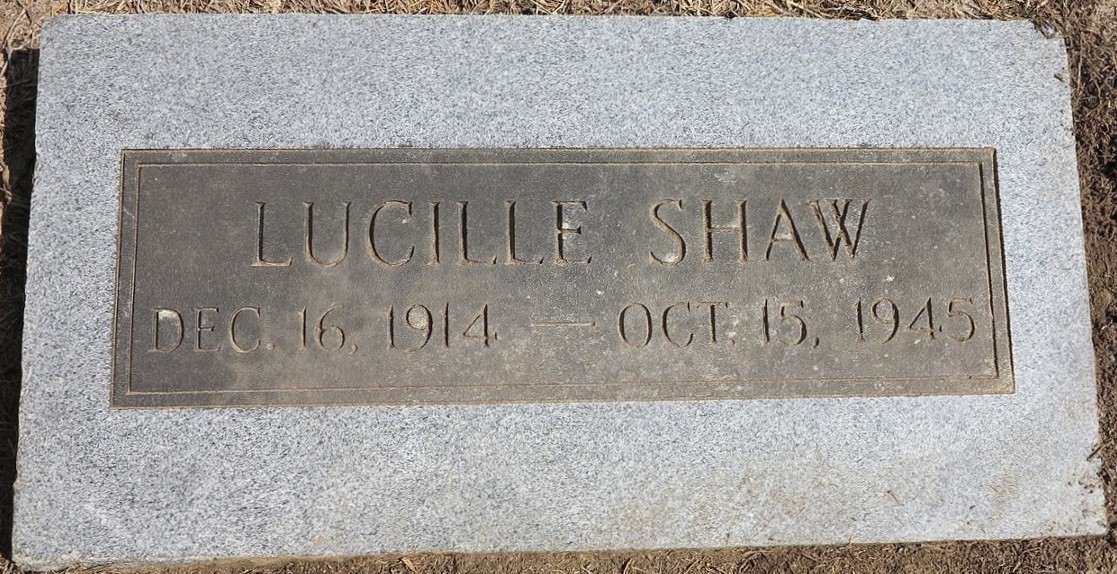 LUCILLE SHAW
DEC. 16, 1914 — OCT. 15, 1945